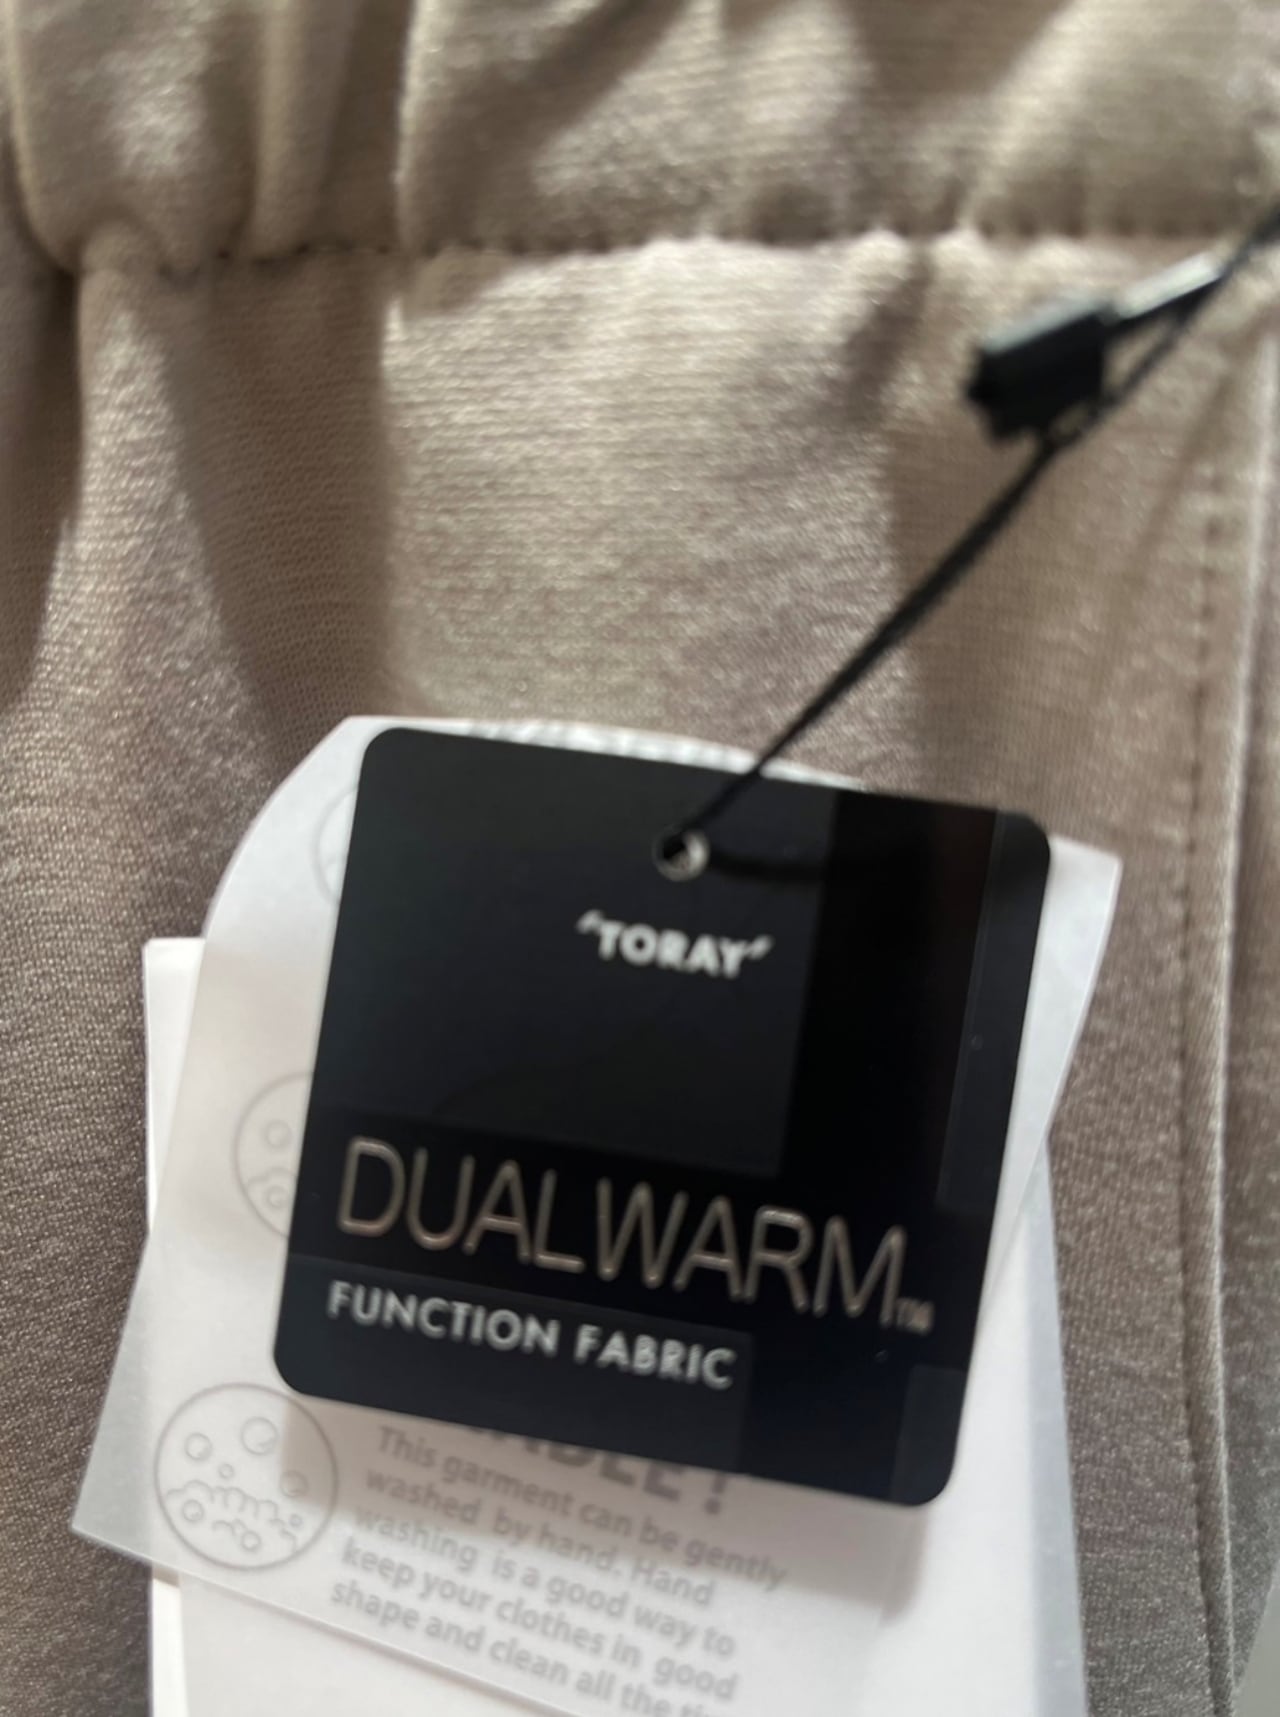 "TORAY"
DUALWARM™
FUNCTION FABRIC
This garment can be gently
washed by hand. Hand
washing is a good way to
keep your clothes in good
shape and clean all the